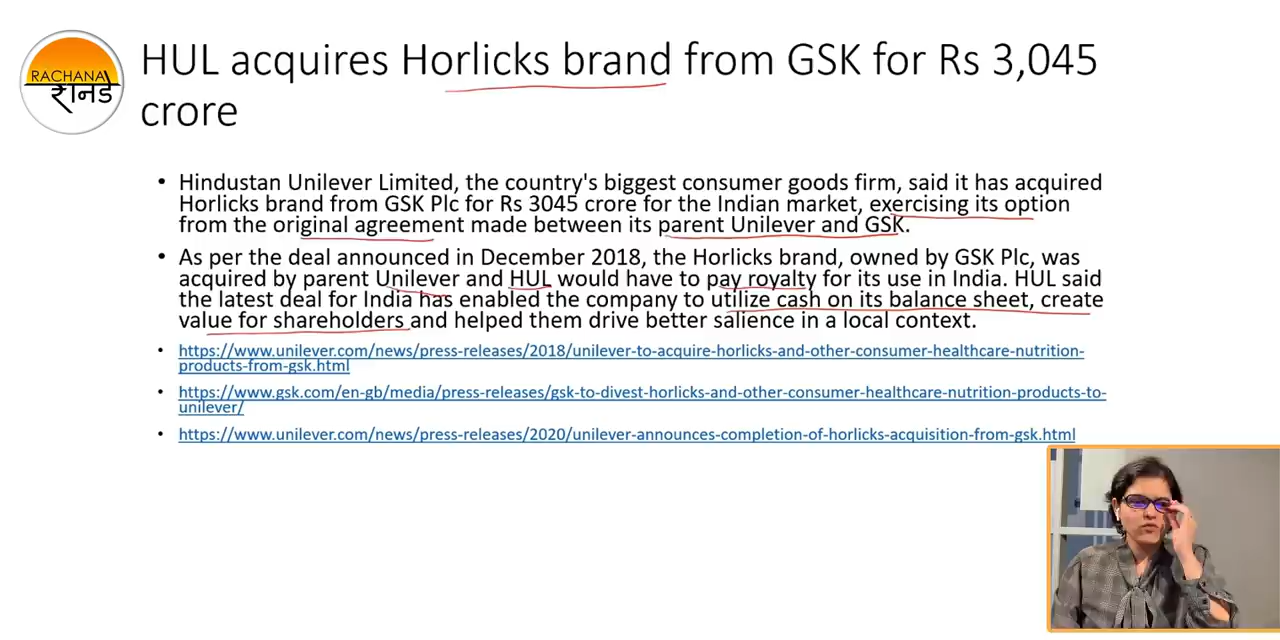 RACHANA
रानडे
HUL acquires Horlicks brand from GSK for Rs 3,045
crore
• Hindustan Unilever Limited, the country's biggest consumer goods firm, said it has acquired
Horlicks brand from GSK Plc for Rs 3045 crore for the Indian market, exercising its option
from the original agreement made between its parent Unilever and GSK.
• As per the deal announced in December 2018, the Horlicks brand, owned by GSK Plc, was
acquired by parent Unilever and HUL would have to pay royalty for its use in India. HUL said
the latest deal for India has enabled the company to utilize cash on its balance sheet, create
value for shareholders and helped them drive better salience in a local context.
• https://www.unilever.com/news/press-releases/2018/unilever-to-acquire-horlicks-and-other-consumer-healthcare-nutrition-
products-from-gsk.html
• https://www.gsk.com/en-gb/media/press-releases/gsk-to-divest-horlicks-and-other-consumer-healthcare-nutrition-products-to-
unilever/
• https://www.unilever.com/news/press-releases/2020/unilever-announces-completion-of-horlicks-acquisition-from-gsk.html